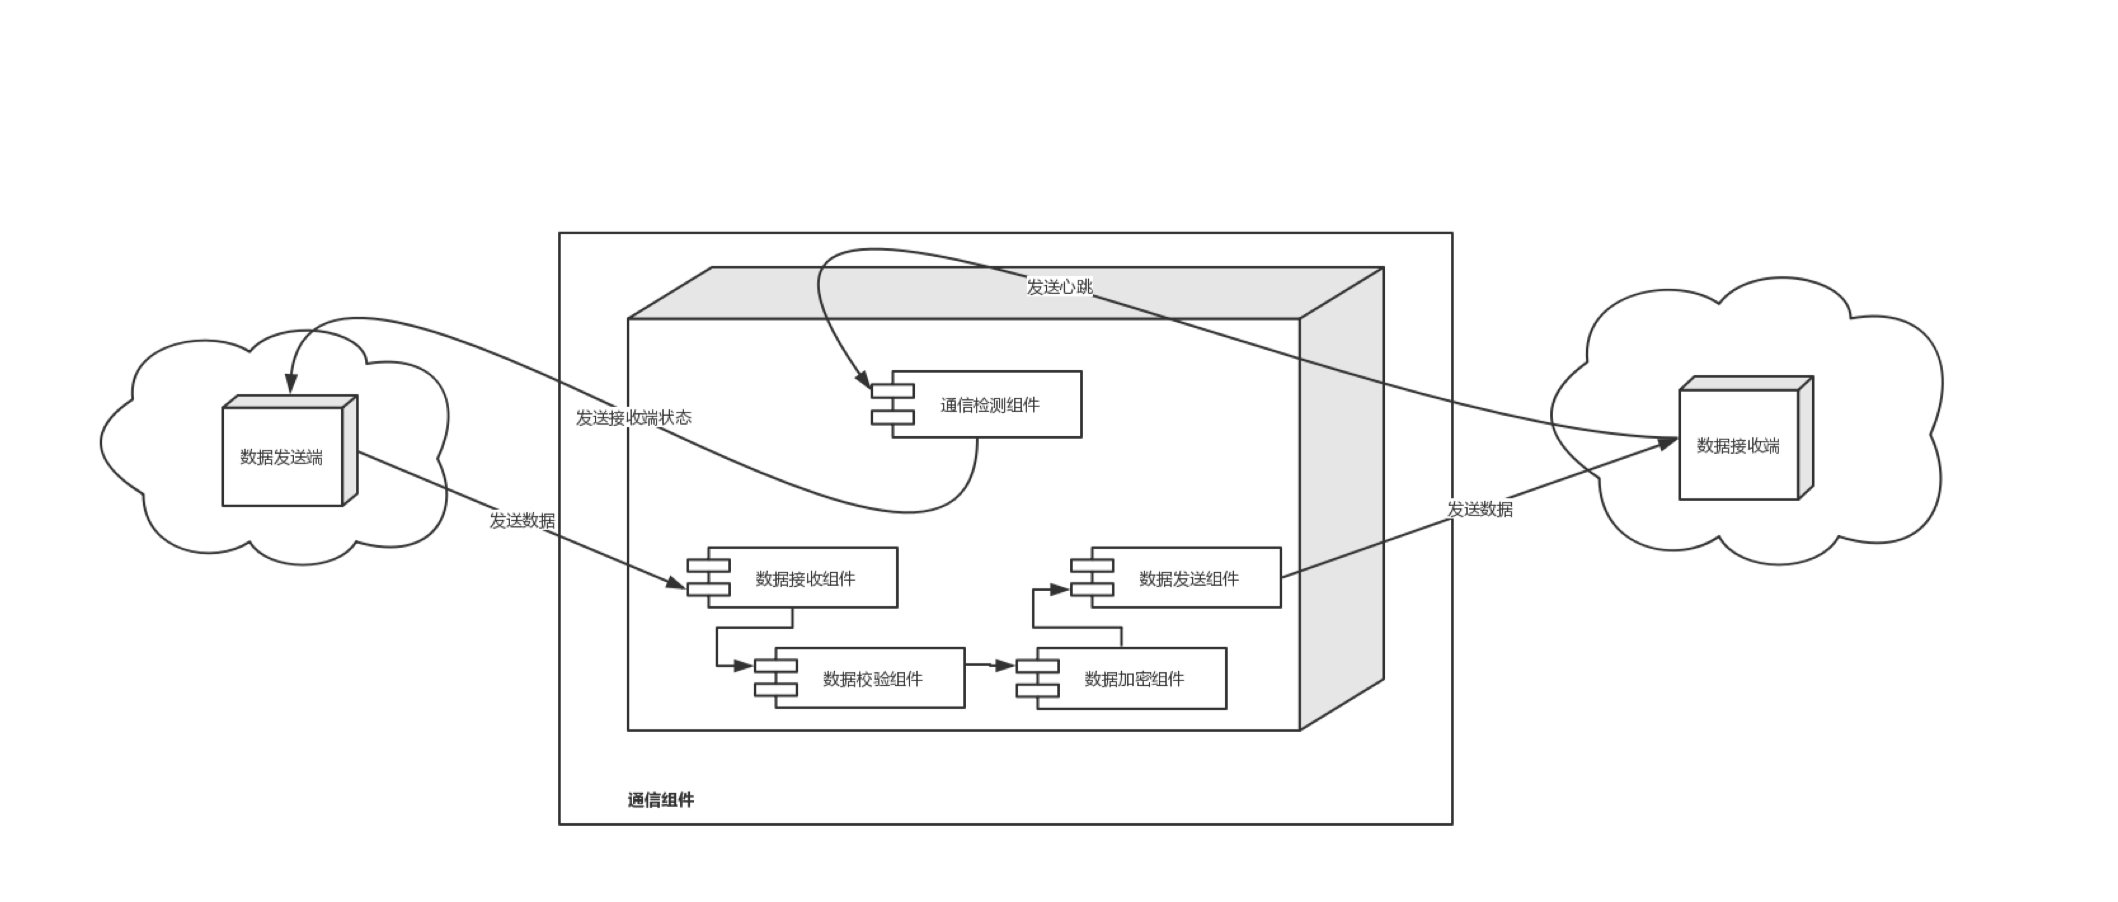 发送心跳
通信检测组件
发送接收端状态
数据发送端
数据接收端
发送数据
发送数据
数据接收组件
数据发送组件
数据校验组件
数据加密组件
通信组件